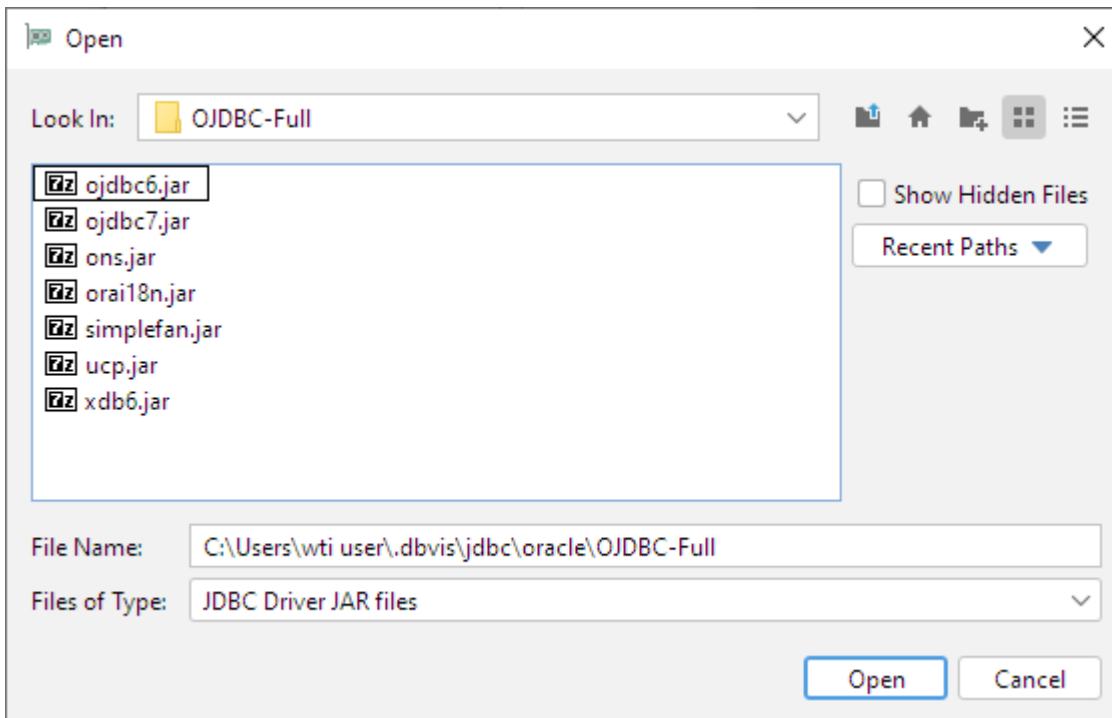 Open
Look In: OJDBC-Full
ojdbc6.jar
Show Hidden Files
ojdbc7.jar
Recent Paths
ons.jar
orai18n.jar
simplefan.jar
ucp.jar
xdb6.jar
File Name: C:\Users\wti user\.dbvis\jdbc\oracle\OJDBC-Full
Files of Type: JDBC Driver JAR files
Open Cancel